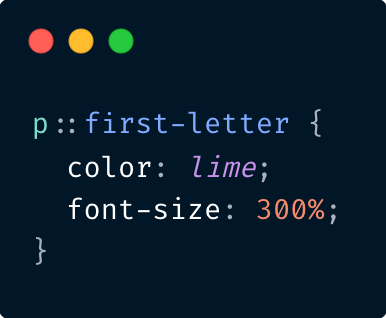 p::first-letter {
  color: lime;
  font-size: 300%;
}